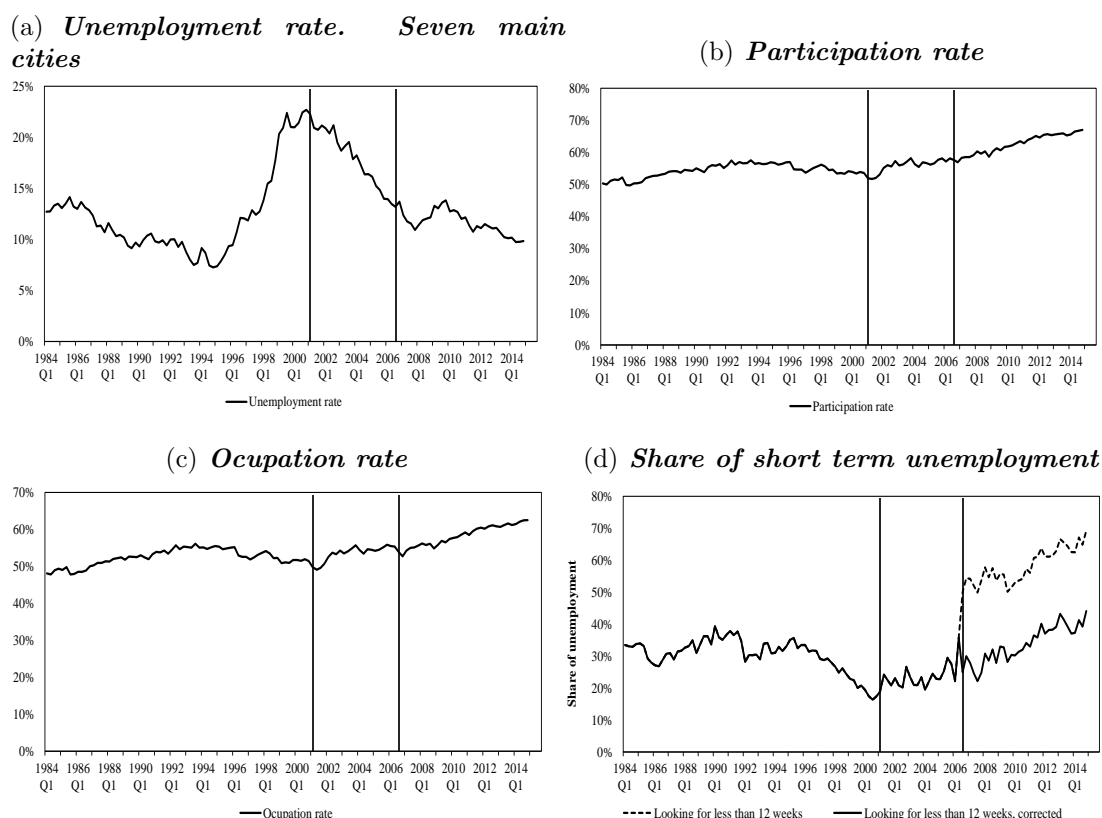 (a) Unemployment rate. Seven main
cities
25%
20%
15%
10%
5%
0%
1984 1986 1988 1990 1992 1994 1996 1998 2000 2002 2004 2006 2008 2010 2012 2014
Q1 Q1 Q1 Q1 Q1 Q1 Q1 Q1 Q1 Q1 Q1 Q1 Q1 Q1 Q1 Q1
Unemployment rate
(b) Participation rate
80%
70%
60%
50%
40%
30%
20%
10%
0%
1984 1986 1988 1990 1992 1994 1996 1998 2000 2002 2004 2006 2008 2010 2012 2014
Q1 Q1 Q1 Q1 Q1 Q1 Q1 Q1 Q1 Q1 Q1 Q1 Q1 Q1 Q1 Q1
Participation rate
(c) Ocupation rate
70%
60%
50%
40%
30%
20%
10%
0%
1984 1986 1988 1990 1992 1994 1996 1998 2000 2002 2004 2006 2008 2010 2012 2014
Q1 Q1 Q1 Q1 Q1 Q1 Q1 Q1 Q1 Q1 Q1 Q1 Q1 Q1 Q1 Q1
Ocupation rate
(d) Share of short term unemployment
Share of unemployment
80%
70%
60%
50%
40%
30%
20%
10%
0%
1984 1986 1988 1990 1992 1994 1996 1998 2000 2002 2004 2006 2008 2010 2012 2014
Q1 Q1 Q1 Q1 Q1 Q1 Q1 Q1 Q1 Q1 Q1 Q1 Q1 Q1 Q1 Q1
Looking for less than 12 weeks Looking for less than 12 weeks, corrected